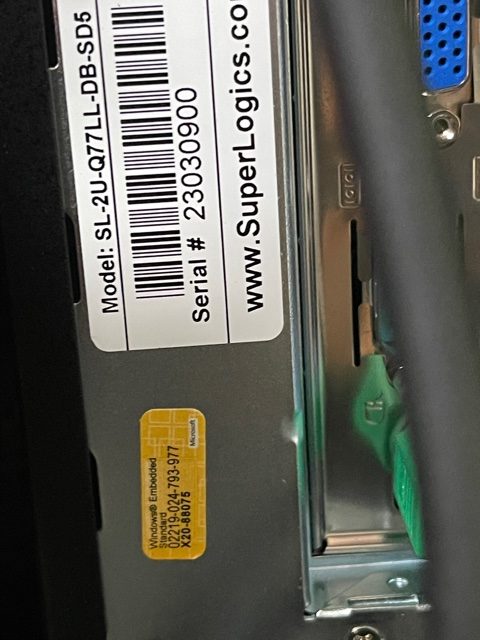 Model: SL-2U-Q77LL-DB-SD5
Serial # 23030900
www.SuperLogics.co
Windows® Embedded
Standard
02219-024-793-977
X20-88075
Microsoft